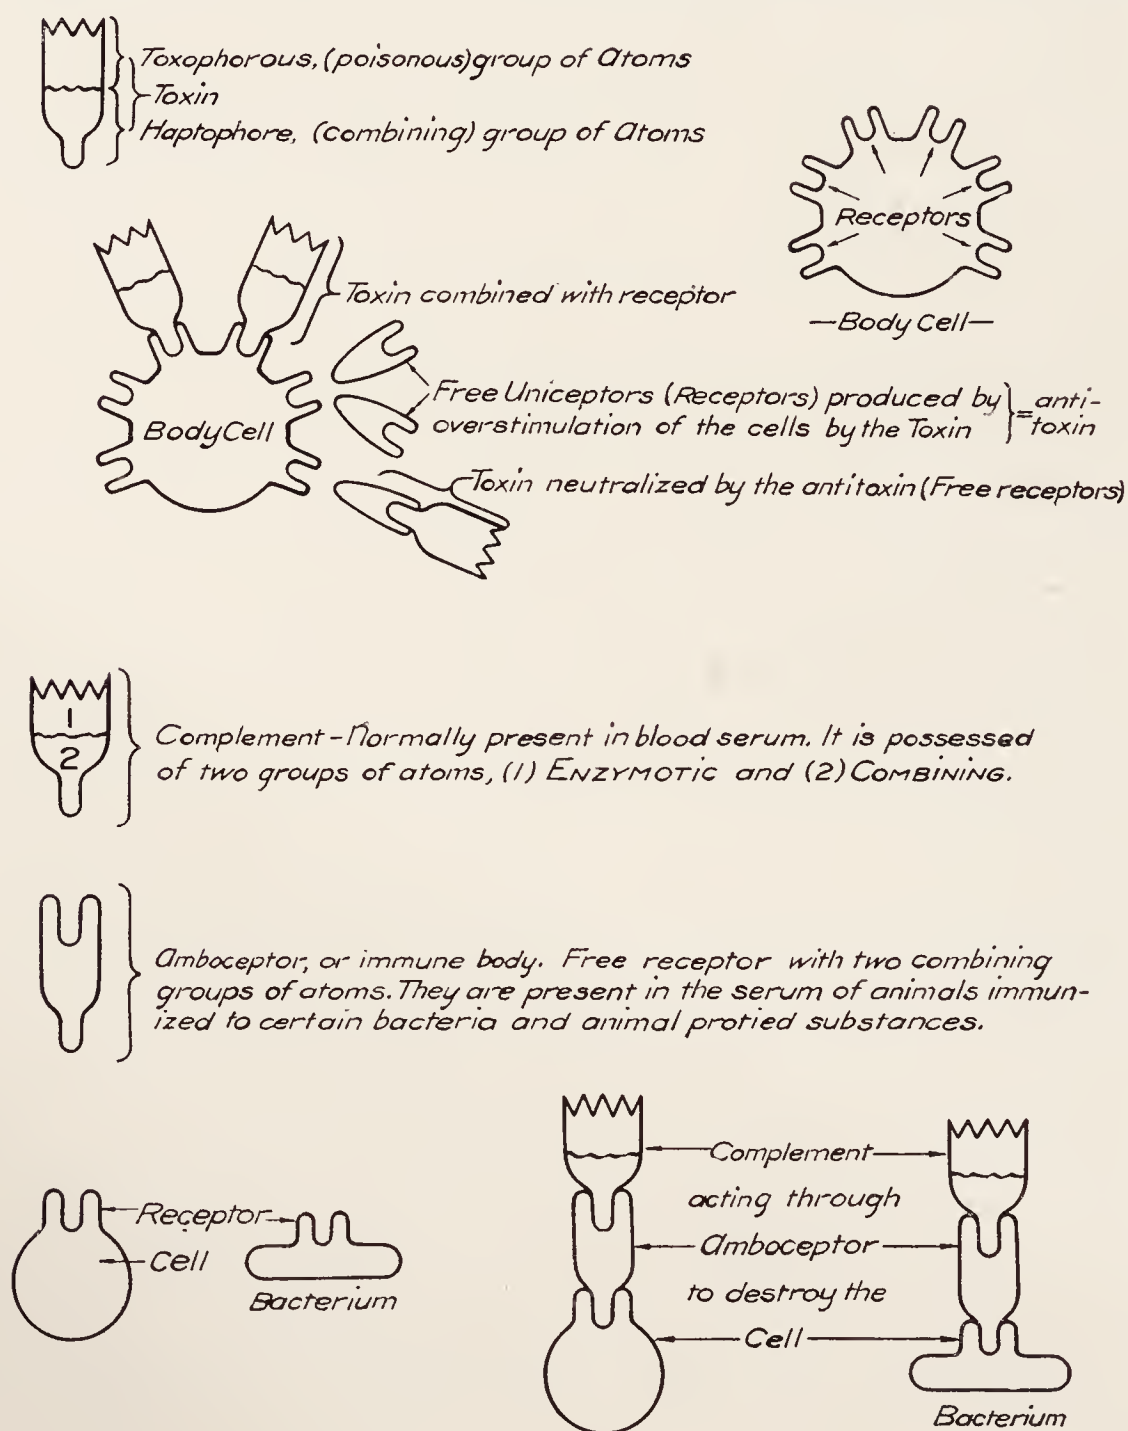 Toxophorous, (poisonous) group of Atoms
Toxin
Haptophore, (combining) group of Atoms
Receptors
—Body Cell—
Toxin combined with receptor
Body Cell
Free Uniceptors (Receptors) produced by
overstimulation of the cells by the Toxin
= anti-
toxin
Toxin neutralized by the antitoxin (Free receptors)
1
2
Complement - Normally present in blood serum. It is possessed
of two groups of atoms, (1) ENZYMOTIC and (2) COMBINING.
Amboceptor, or immune body. Free receptor with two combining
groups of atoms. They are present in the serum of animals immun-
ized to certain bacteria and animal protied substances.
Receptor
Cell
Bacterium
Complement
acting through
Amboceptor
to destroy the
Cell
Bacterium